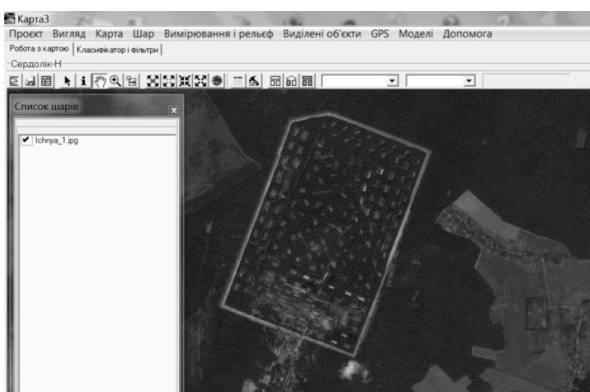 Карта3
Проєкт Вигляд Карта Шар Вимірювання і рельєф Виділені об'єкти GPS Моделі Допомога
Робота з картою Класифікатор і фільтри
Сердолік-Н
Список шарів
Ichnya_1.jpg